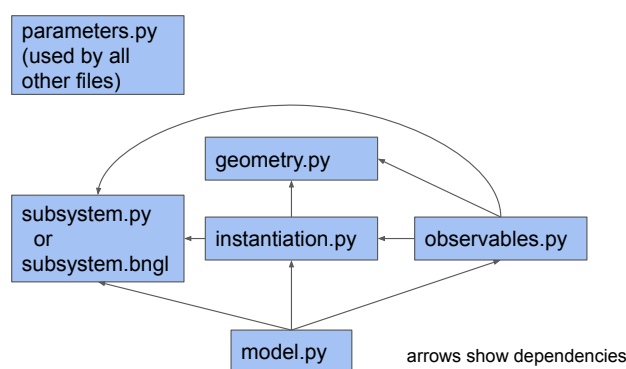 parameters.py
(used by all
other files)
geometry.py
subsystem.py
or
subsystem.bngl
instantiation.py
observables.py
model.py
arrows show dependencies